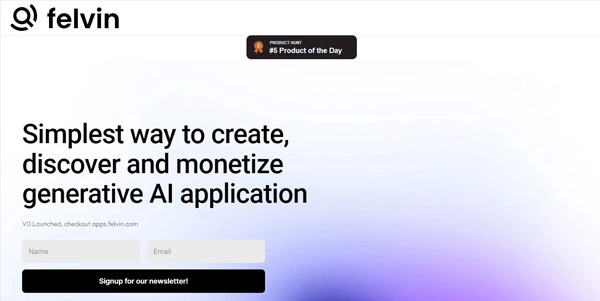 felvin
PRODUCT HUNT
#5 Product of the Day
Simplest way to create,
discover and monetize
generative AI application
V0 Launched, checkout apps.felvin.com
Name Email
Signup for our newsletter!